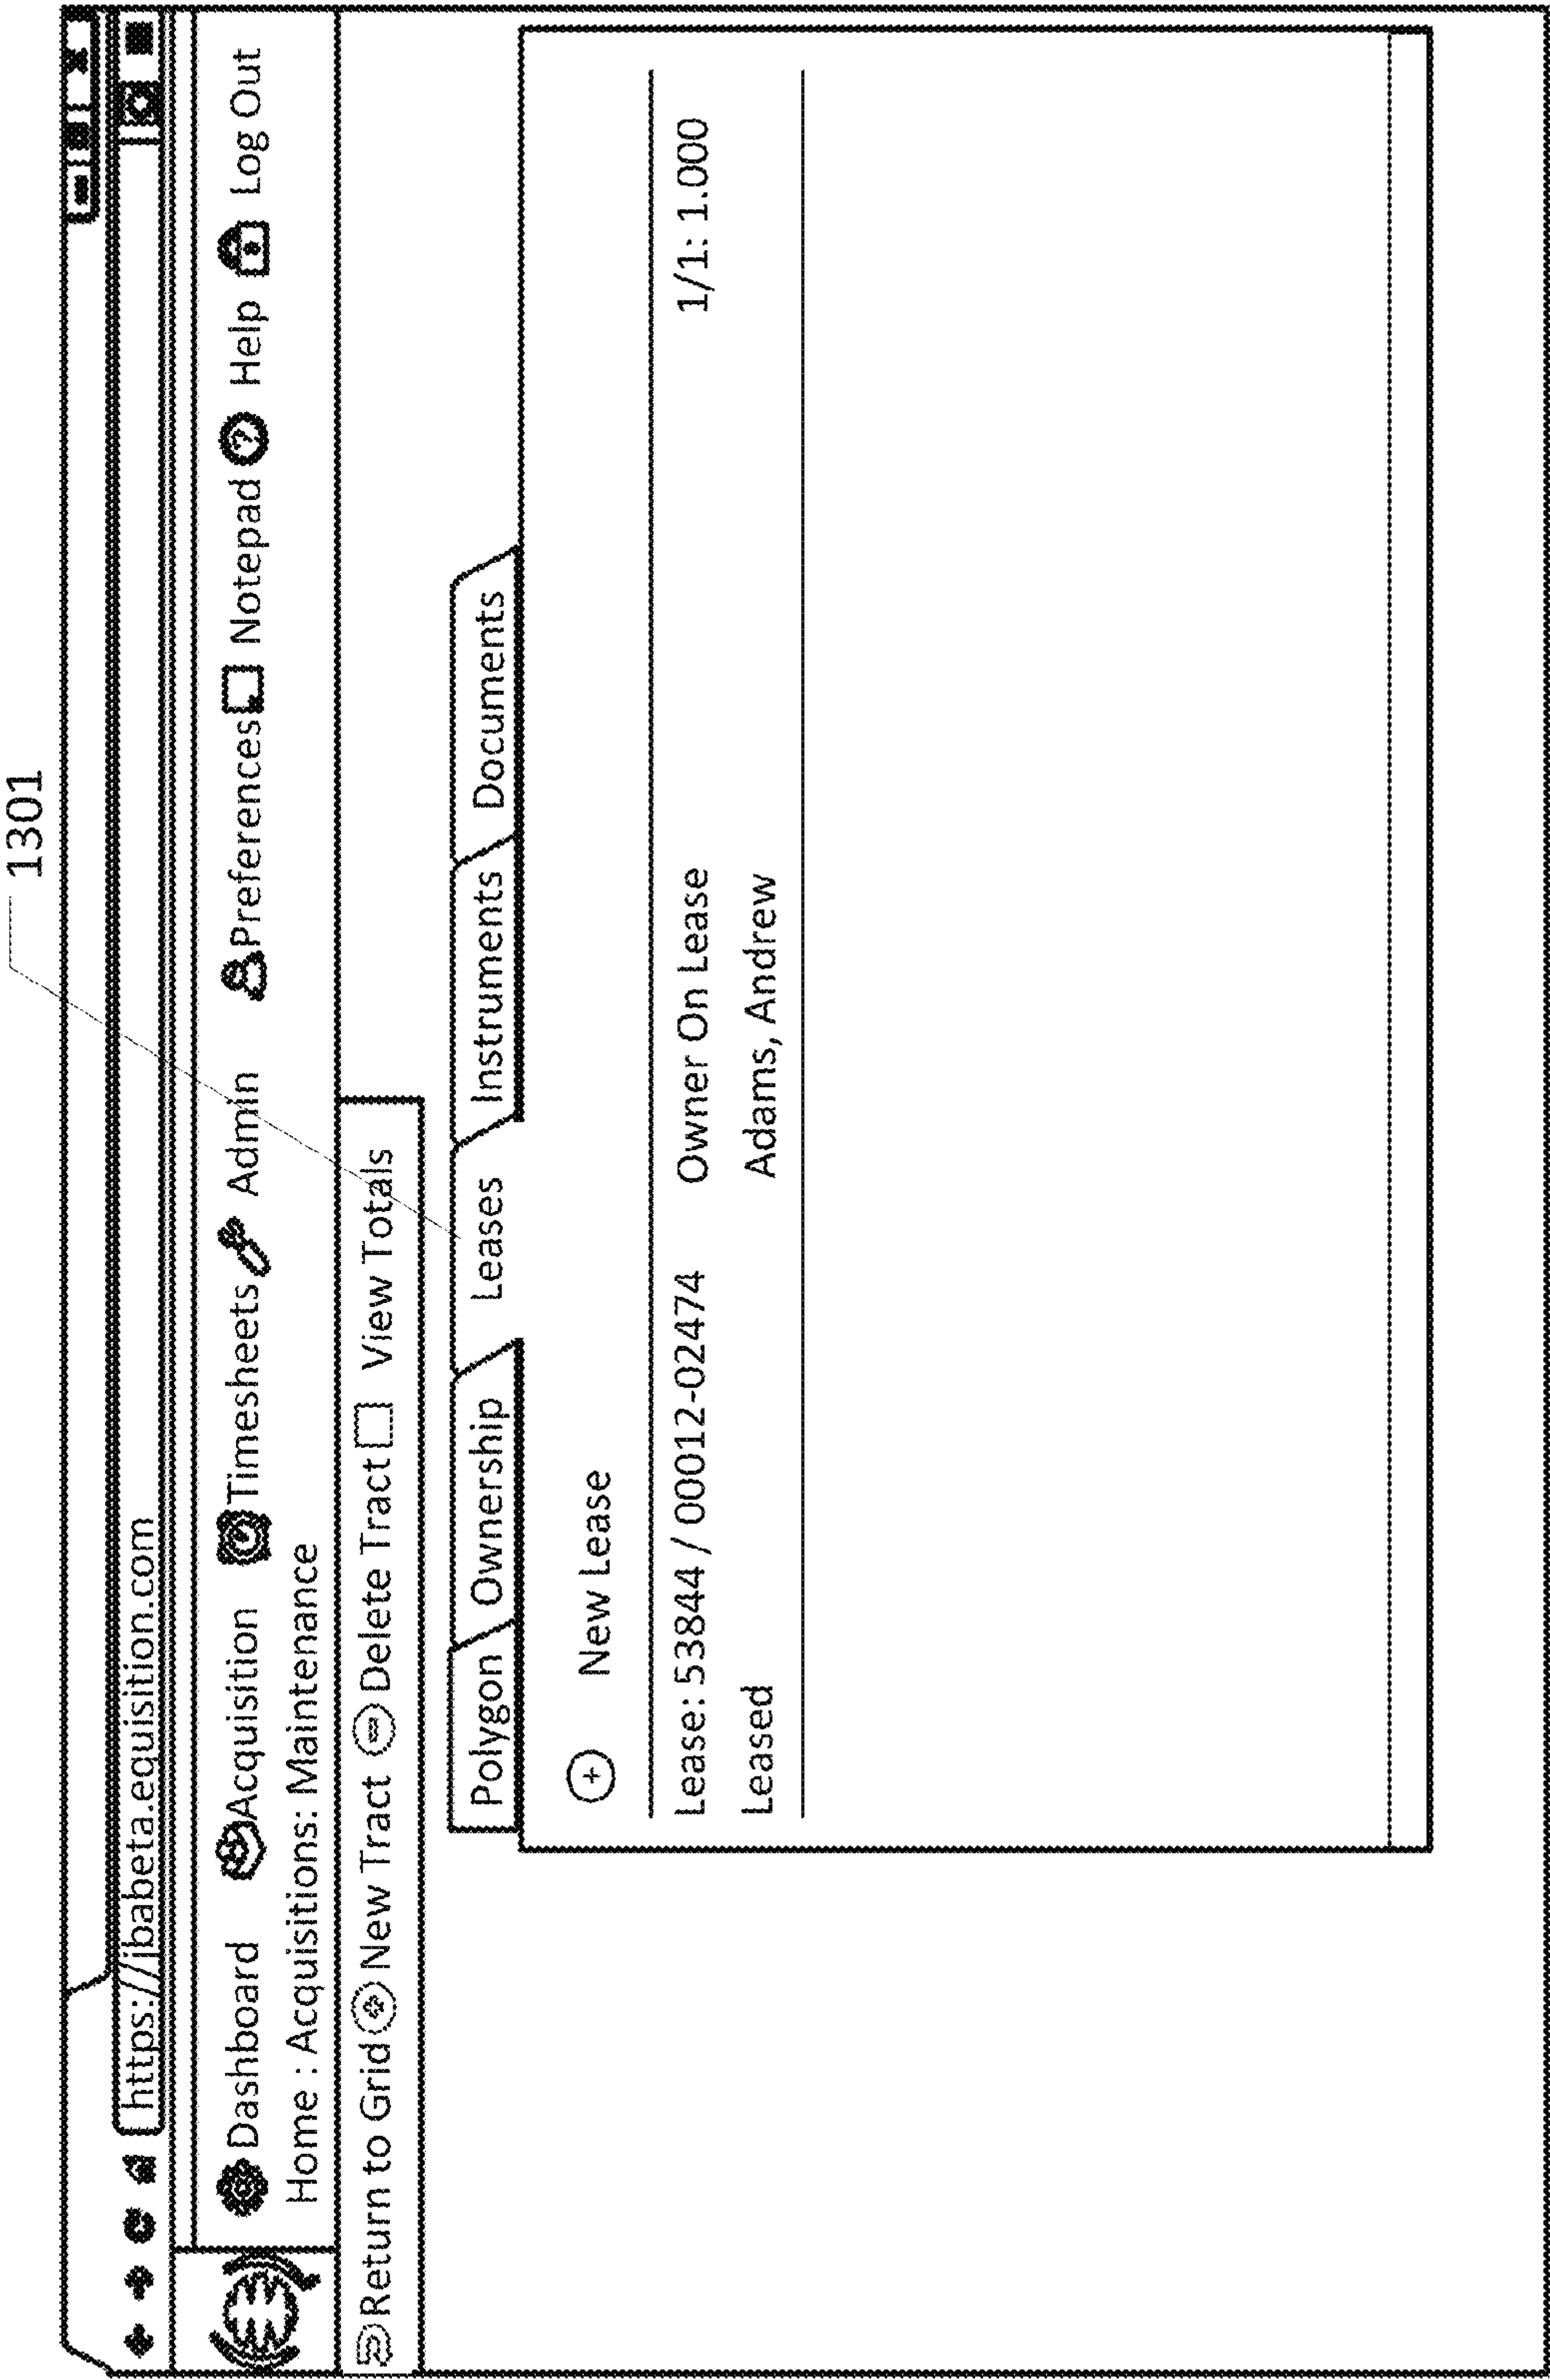 1301
https://jbabeta.equisition.com
Dashboard Acquisition Timesheets Admin Preferences Notepad Help Log Out
Home : Acquisitions: Maintenance
Return to Grid New Tract Delete Tract View Totals
Polygon Ownership Leases Instruments Documents
+ New Lease
Lease: 53844 / 00012-02474 Owner On Lease 1/1: 1.000
Leased Adams, Andrew